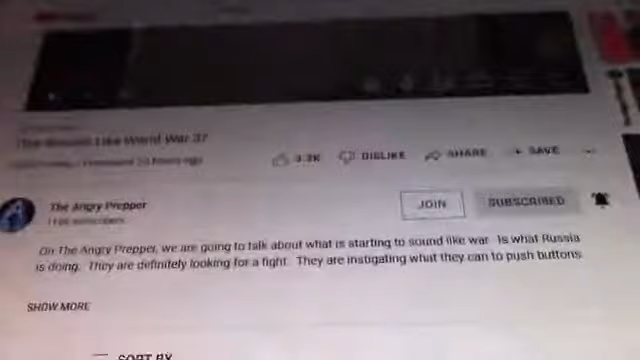 Like World War 3?
hours ago
3.2K DISLIKE SHARE + SAVE
The Angry Prepper
JOIN SUBSCRIBED
On The Angry Prepper, we are going to talk about what is starting to sound like war. Is what Russia
is doing. They are definitely looking for a fight. They are instigating what they can to push buttons.
SHOW MORE
SORT BY